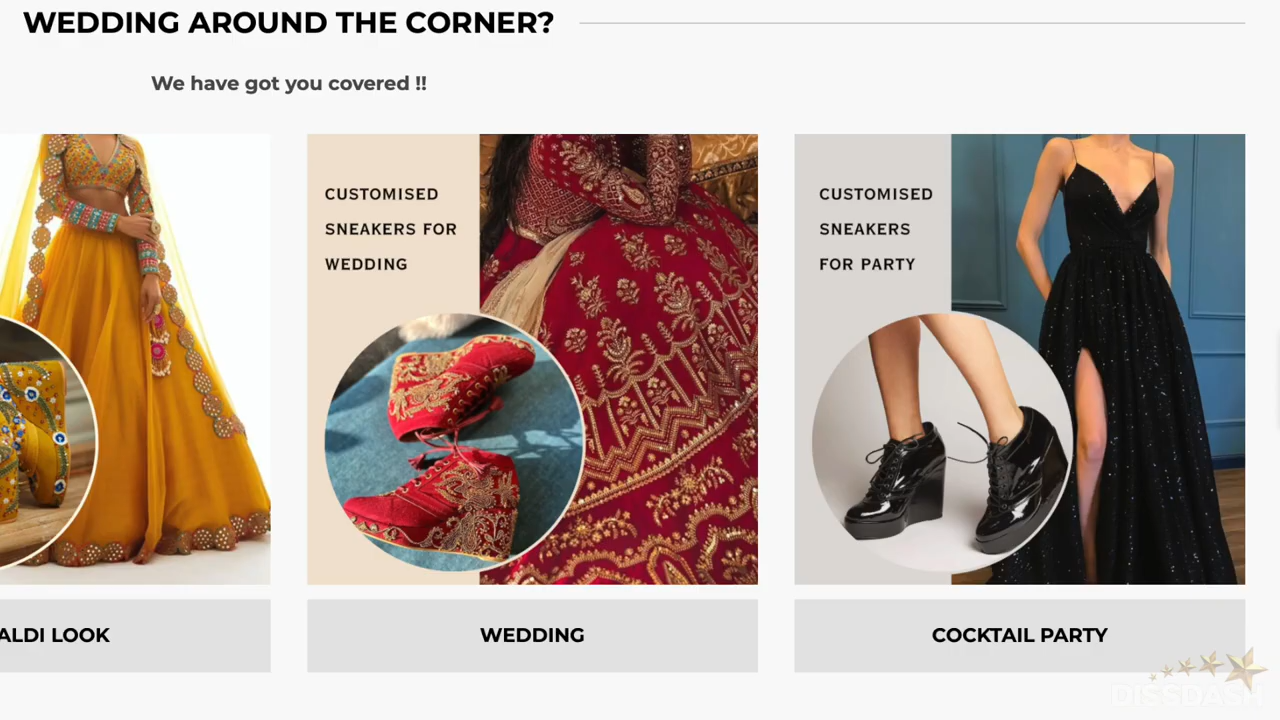 WEDDING AROUND THE CORNER?
We have got you covered !!
CUSTOMISED
SNEAKERS FOR
WEDDING
CUSTOMISED
SNEAKERS
FOR PARTY
ALDI LOOK
WEDDING
COCKTAIL PARTY
DISSDASH